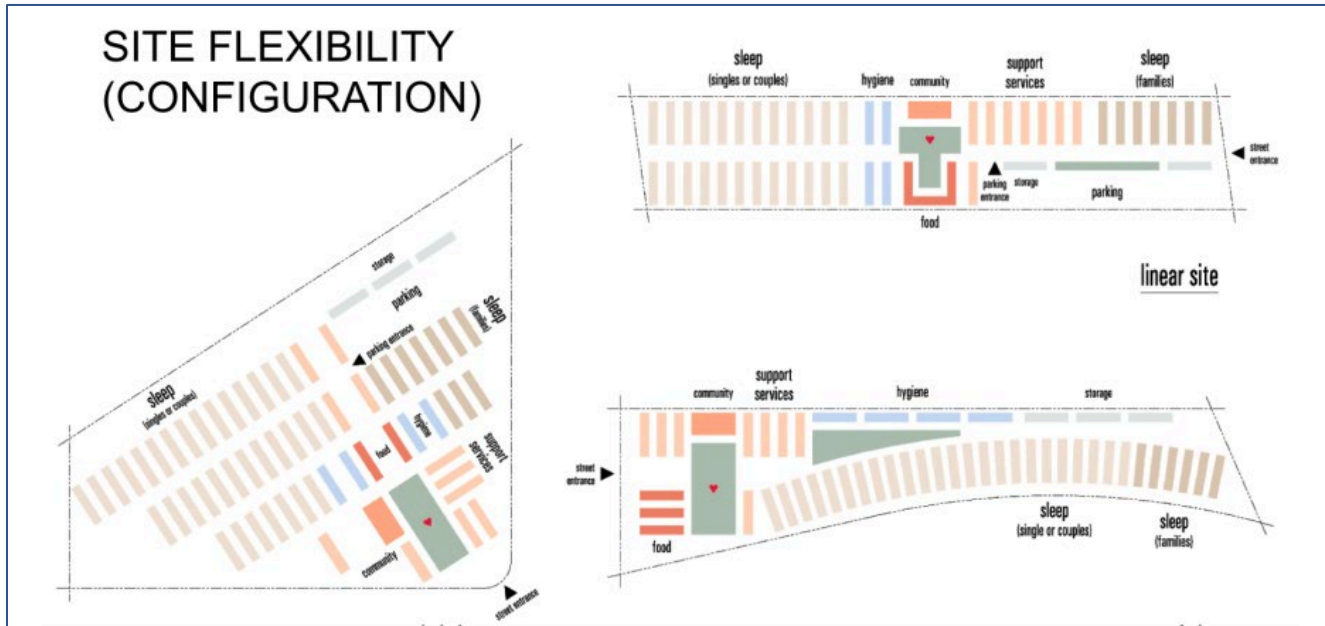 SITE FLEXIBILITY
(CONFIGURATION)
sleep
(singles or couples)
hygiene
community
support
services
sleep
(families)
street
entrance
parking
entrance
storage
parking
food
linear site
storage
parking
sleep
(families)
parking entrance
sleep
(singles or couples)
hygiene
food
support
services
community
street entrance
community
support
services
hygiene
storage
street
entrance
food
sleep
(single or couples)
sleep
(families)